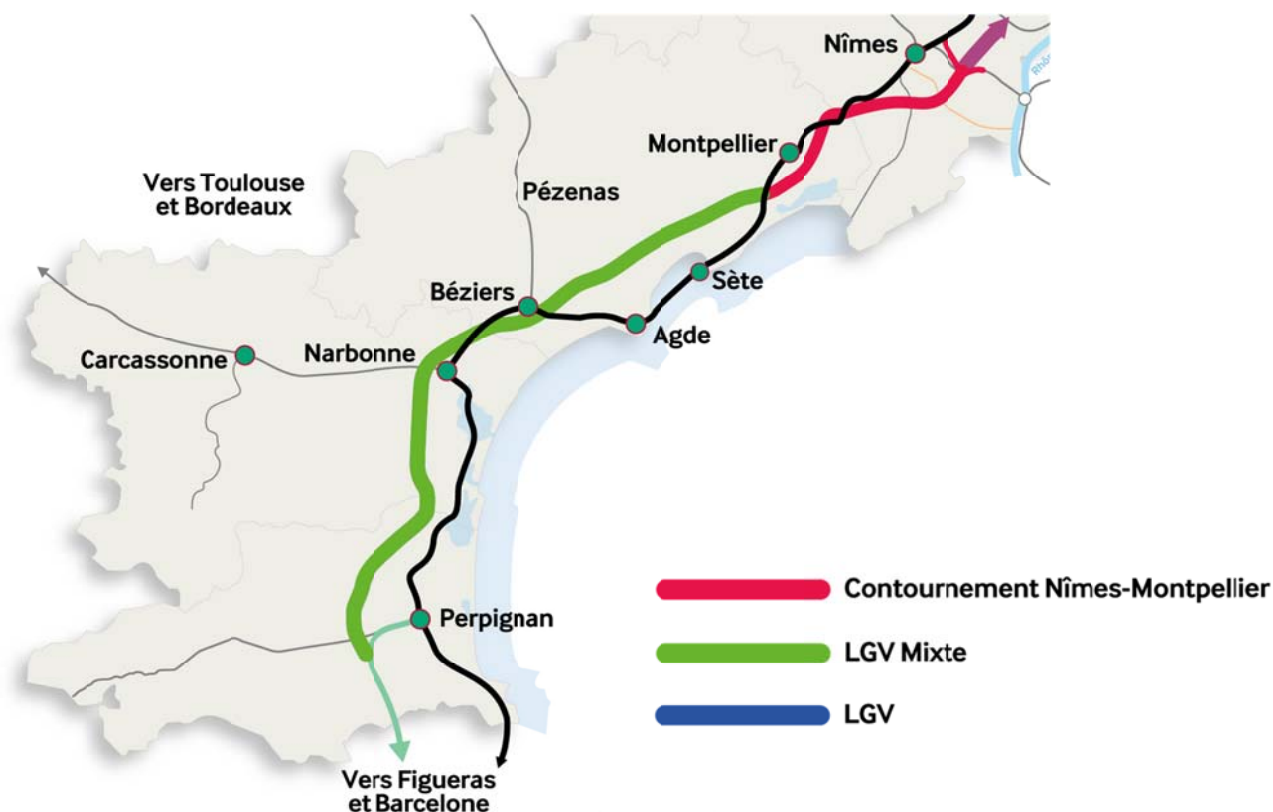 Nîmes
Rhône
Montpellier
Vers Toulouse
et Bordeaux
Pézenas
Sète
Béziers
Agde
Narbonne
Carcassonne
Contournement Nîmes-Montpellier
Perpignan
LGV Mixte
LGV
Vers Figueras
et Barcelone